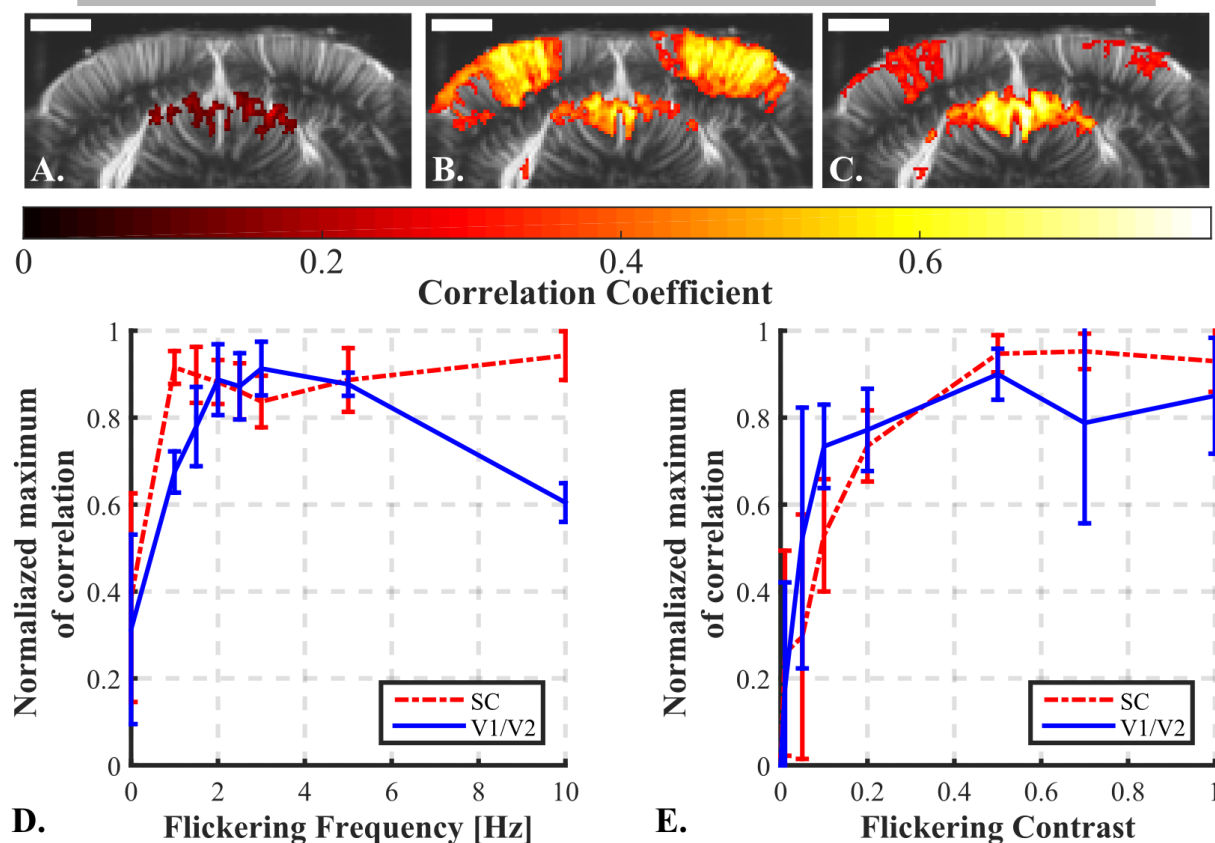 A.
B.
C.
0
0.2
0.4
0.6
Correlation Coefficient
Normaliazed maximum
of correlation
1
0.8
0.6
0.4
0.2
0
0
2
4
6
8
10
SC
V1/V2
D.
Flickering Frequency [Hz]
Normaliazed maximum
of correlation
1
0.8
0.6
0.4
0.2
0
0
0.2
0.4
0.6
0.8
1
SC
V1/V2
E.
Flickering Contrast